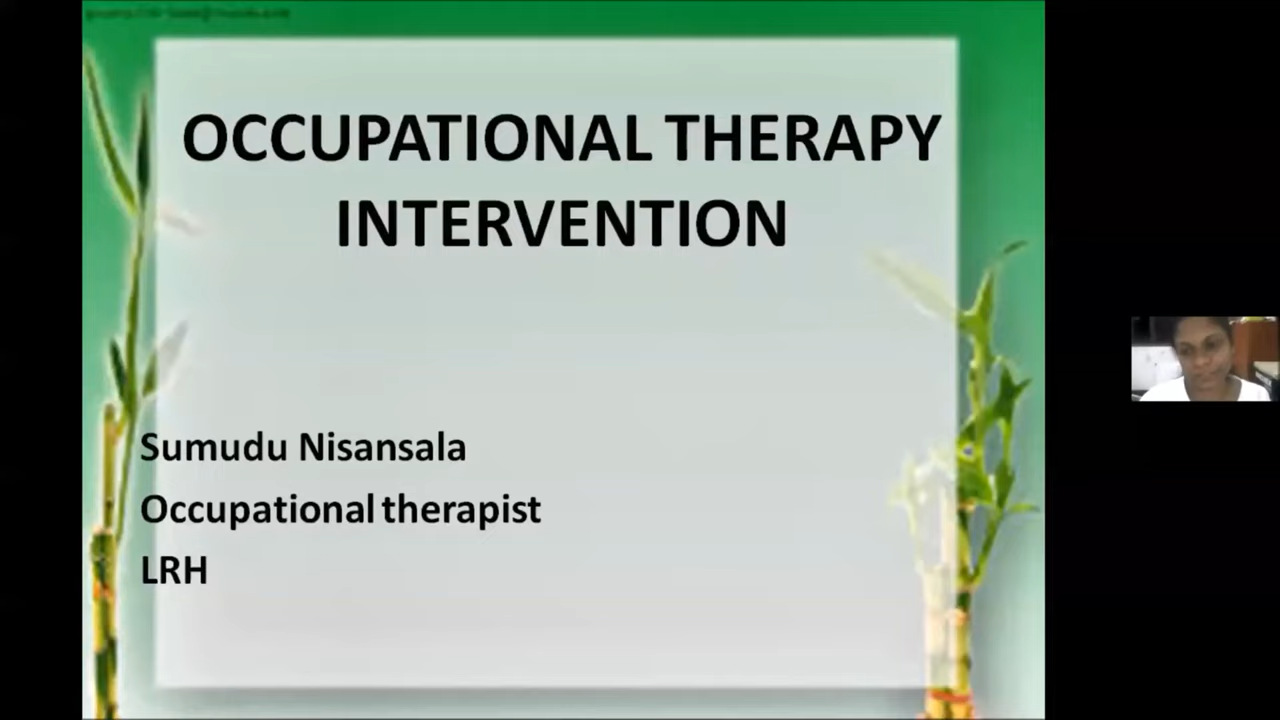 OCCUPATIONAL THERAPY
INTERVENTION
Sumudu Nisansala
Occupational therapist
LRH